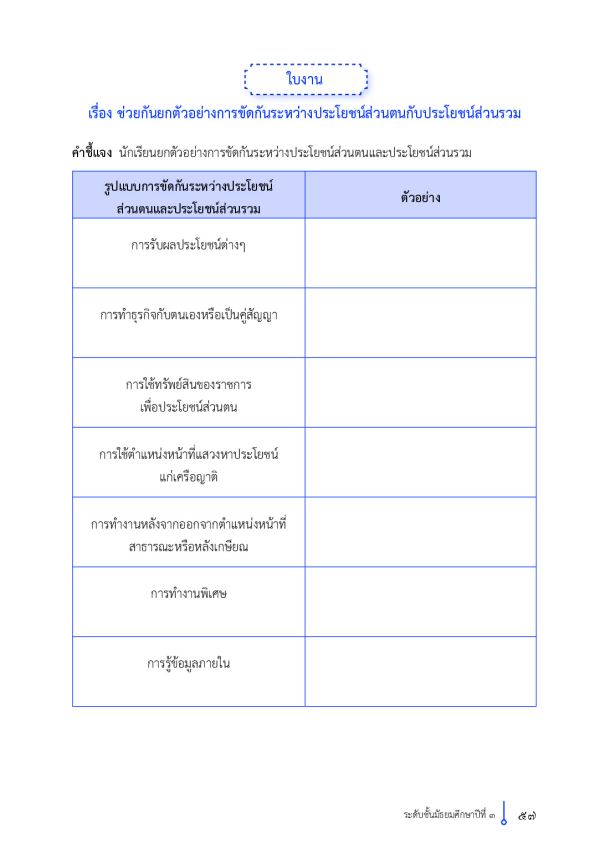 ใบงาน
เรื่อง ช่วยกันยกตัวอย่างการขัดกันระหว่างประโยชน์ส่วนตนกับประโยชน์ส่วนรวม
คำชี้แจง นักเรียนยกตัวอย่างการขัดกันระหว่างประโยชน์ส่วนตนและประโยชน์ส่วนรวม
รูปแบบการขัดกันระหว่างประโยชน์
ส่วนตนและประโยชน์ส่วนรวม
ตัวอย่าง
การรับผลประโยชน์ต่างๆ
การทำธุรกิจกับตนเองหรือเป็นคู่สัญญา
การใช้ทรัพย์สินของราชการ
เพื่อประโยชน์ส่วนตน
การใช้ตำแหน่งหน้าที่แสวงหาประโยชน์
แก่เครือญาติ
การทำงานหลังจากออกจากตำแหน่งหน้าที่
สาธารณะหรือหลังเกษียณ
การทำงานพิเศษ
การรู้ข้อมูลภายใน
ระดับชั้นมัธยมศึกษาปีที่ ๓
๕๗